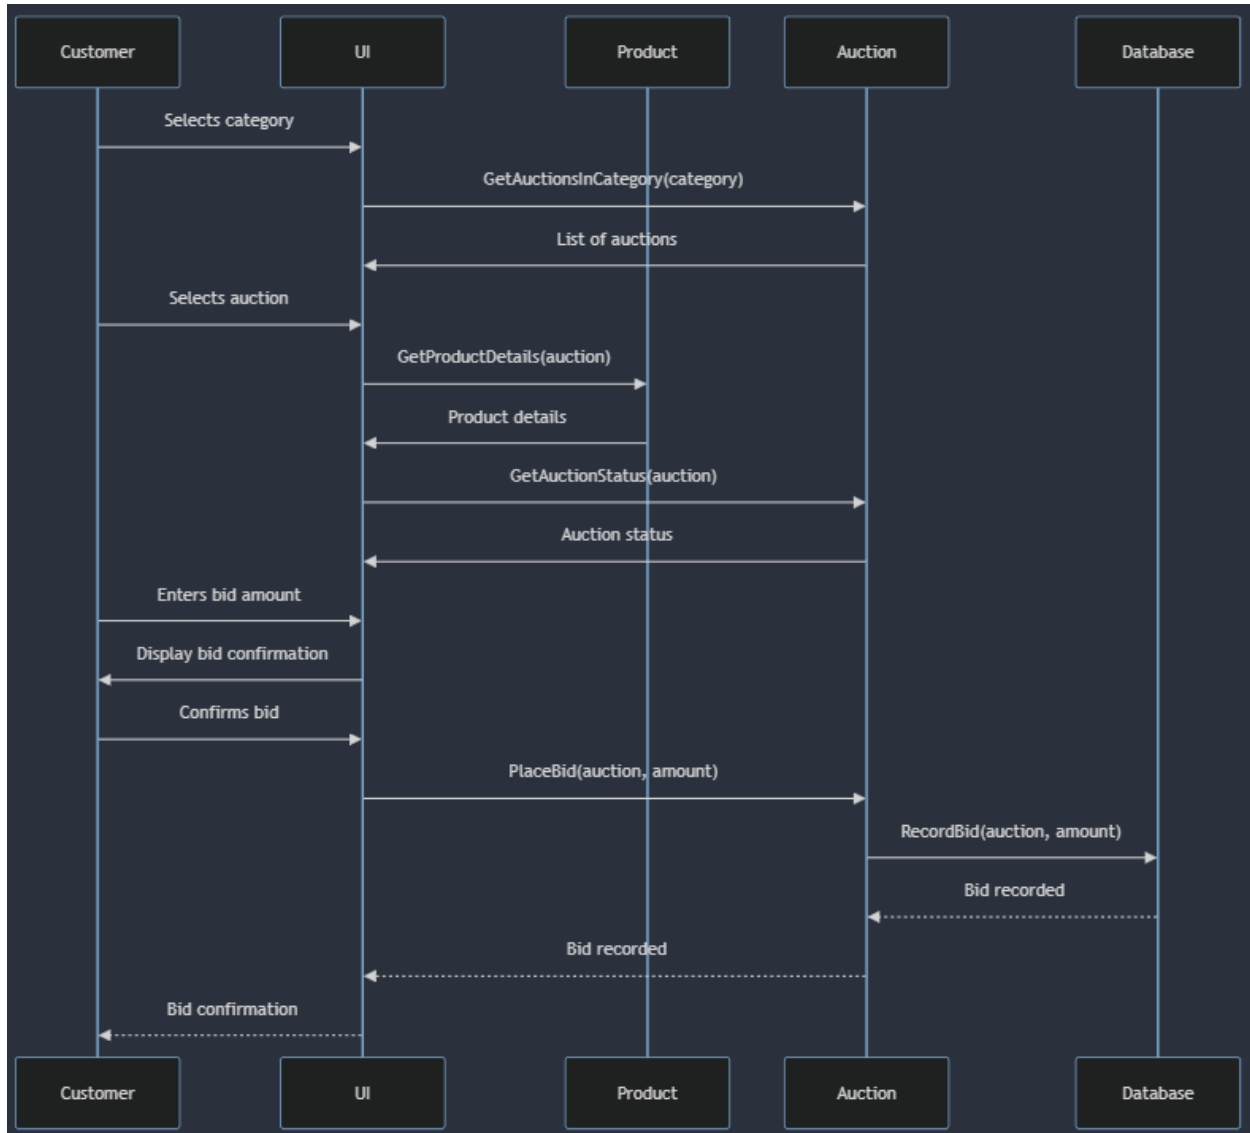 Customer
UI
Product
Auction
Database
Selects category
GetAuctionsInCategory(category)
List of auctions
Selects auction
GetProductDetails(auction)
Product details
GetAuctionStatus(auction)
Auction status
Enters bid amount
Display bid confirmation
Confirms bid
PlaceBid(auction, amount)
RecordBid(auction, amount)
Bid recorded
Bid recorded
Bid confirmation
Customer
UI
Product
Auction
Database